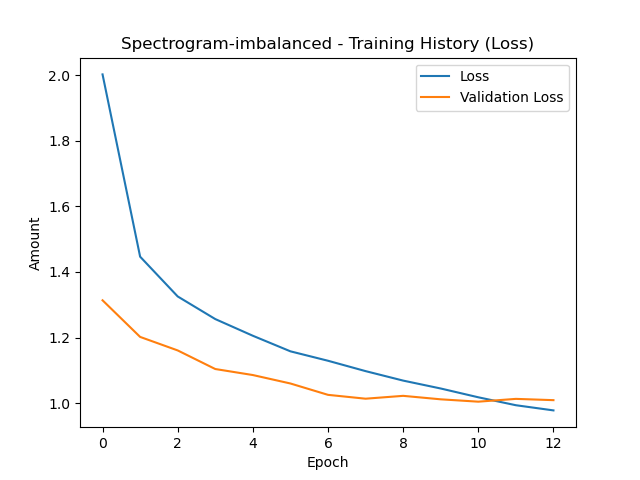 Spectrogram-imbalanced - Training History (Loss)
Loss
Validation Loss
Amount
2.0
1.8
1.6
1.4
1.2
1.0
0 2 4 6 8 10 12
Epoch